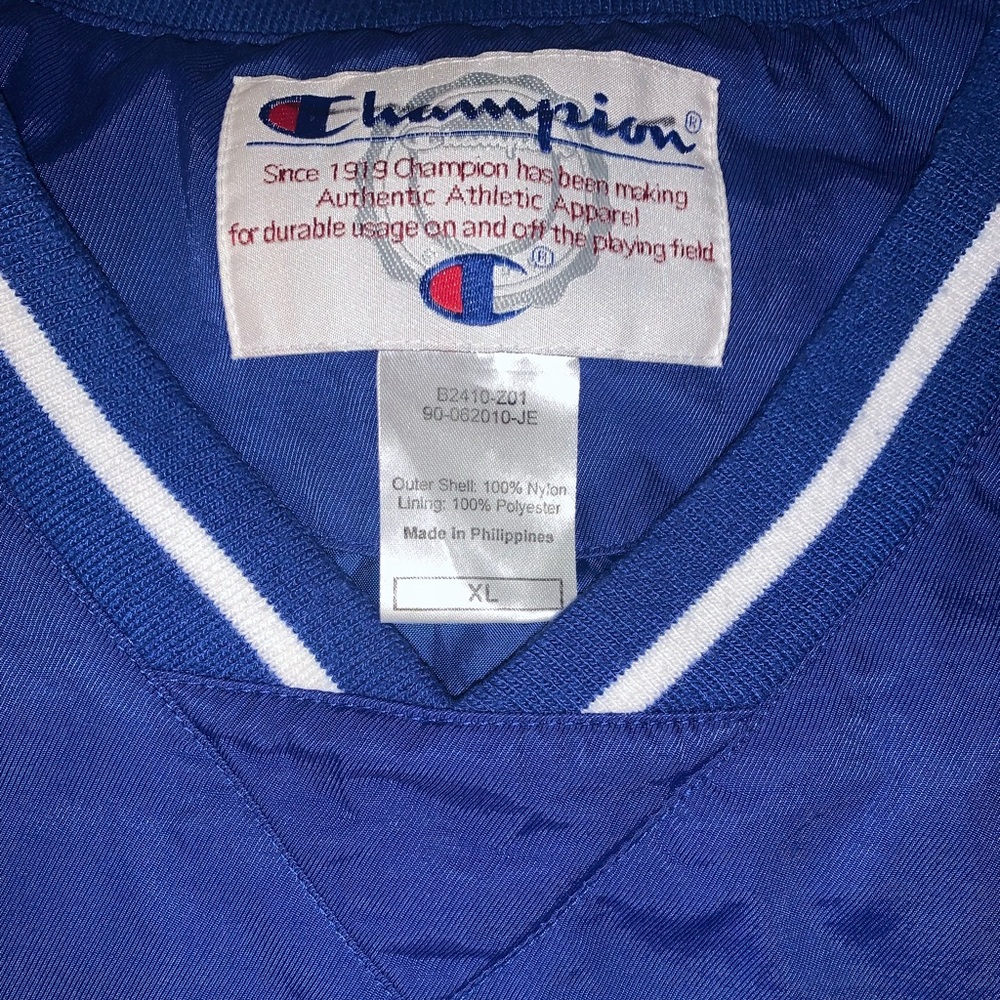 Champion®
Since 1919 Champion has been making
Authentic Athletic Apparel
for durable usage on and off the playing field.
®
B2410-Z01
90-062010-JE
Outer Shell: 100% Nylon
Lining: 100% Polyester
Made in Philippines
XL